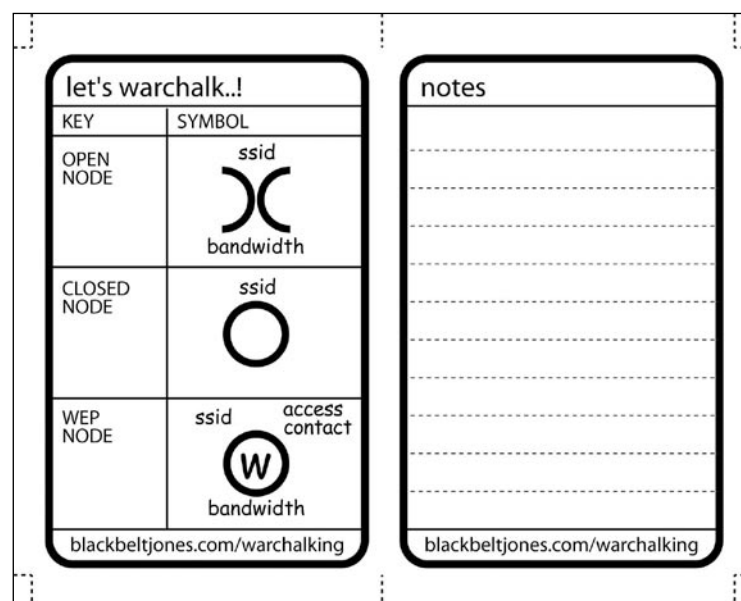 let's warchalk..!
KEY SYMBOL
OPEN
NODE
ssid
bandwidth
CLOSED
NODE
ssid
WEP
NODE
ssid access
contact
W
bandwidth
blackbeltjones.com/warchalking
notes
blackbeltjones.com/warchalking